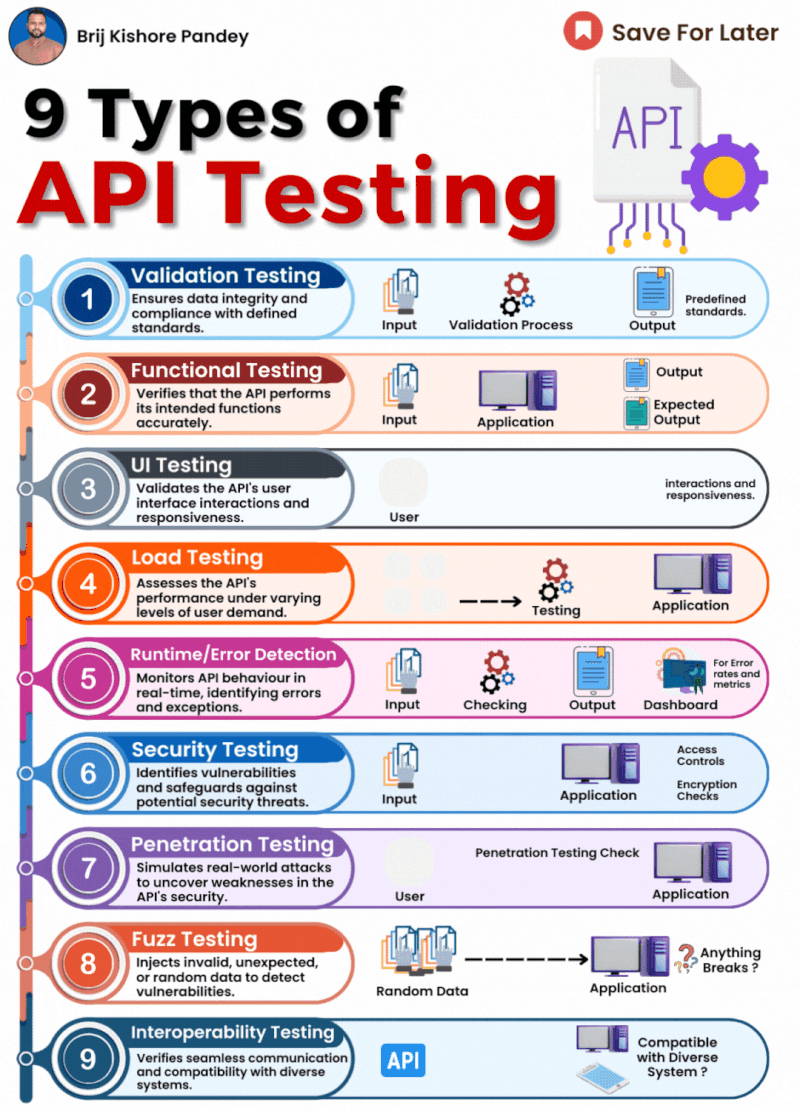 Brij Kishore Pandey
Save For Later
9 Types of
API Testing
API
1
Validation Testing
Ensures data integrity and
compliance with defined
standards.
Input
Validation Process
Output
Predefined
standards.
2
Functional Testing
Verifies that the API performs
its intended functions
accurately.
Input
Application
Output
Expected
Output
3
UI Testing
Validates the API's user
interface interactions and
responsiveness.
User
interactions and
responsiveness.
4
Load Testing
Assesses the API's
performance under varying
levels of user demand.
Testing
Application
5
Runtime/Error Detection
Monitors API behaviour in
real-time, identifying errors
and exceptions.
Input
Checking
Output
Dashboard
For Error
rates and
metrics
6
Security Testing
Identifies vulnerabilities
and safeguards against
potential security threats.
Input
Application
Access
Controls
Encryption
Checks
7
Penetration Testing
Simulates real-world attacks
to uncover weaknesses in the
API's security.
User
Penetration Testing Check
Application
8
Fuzz Testing
Injects invalid, unexpected,
or random data to detect
vulnerabilities.
Random Data
Application
Anything
Breaks ?
9
Interoperability Testing
Verifies seamless communication
and compatibility with diverse
systems.
API
Compatible
with Diverse
System ?